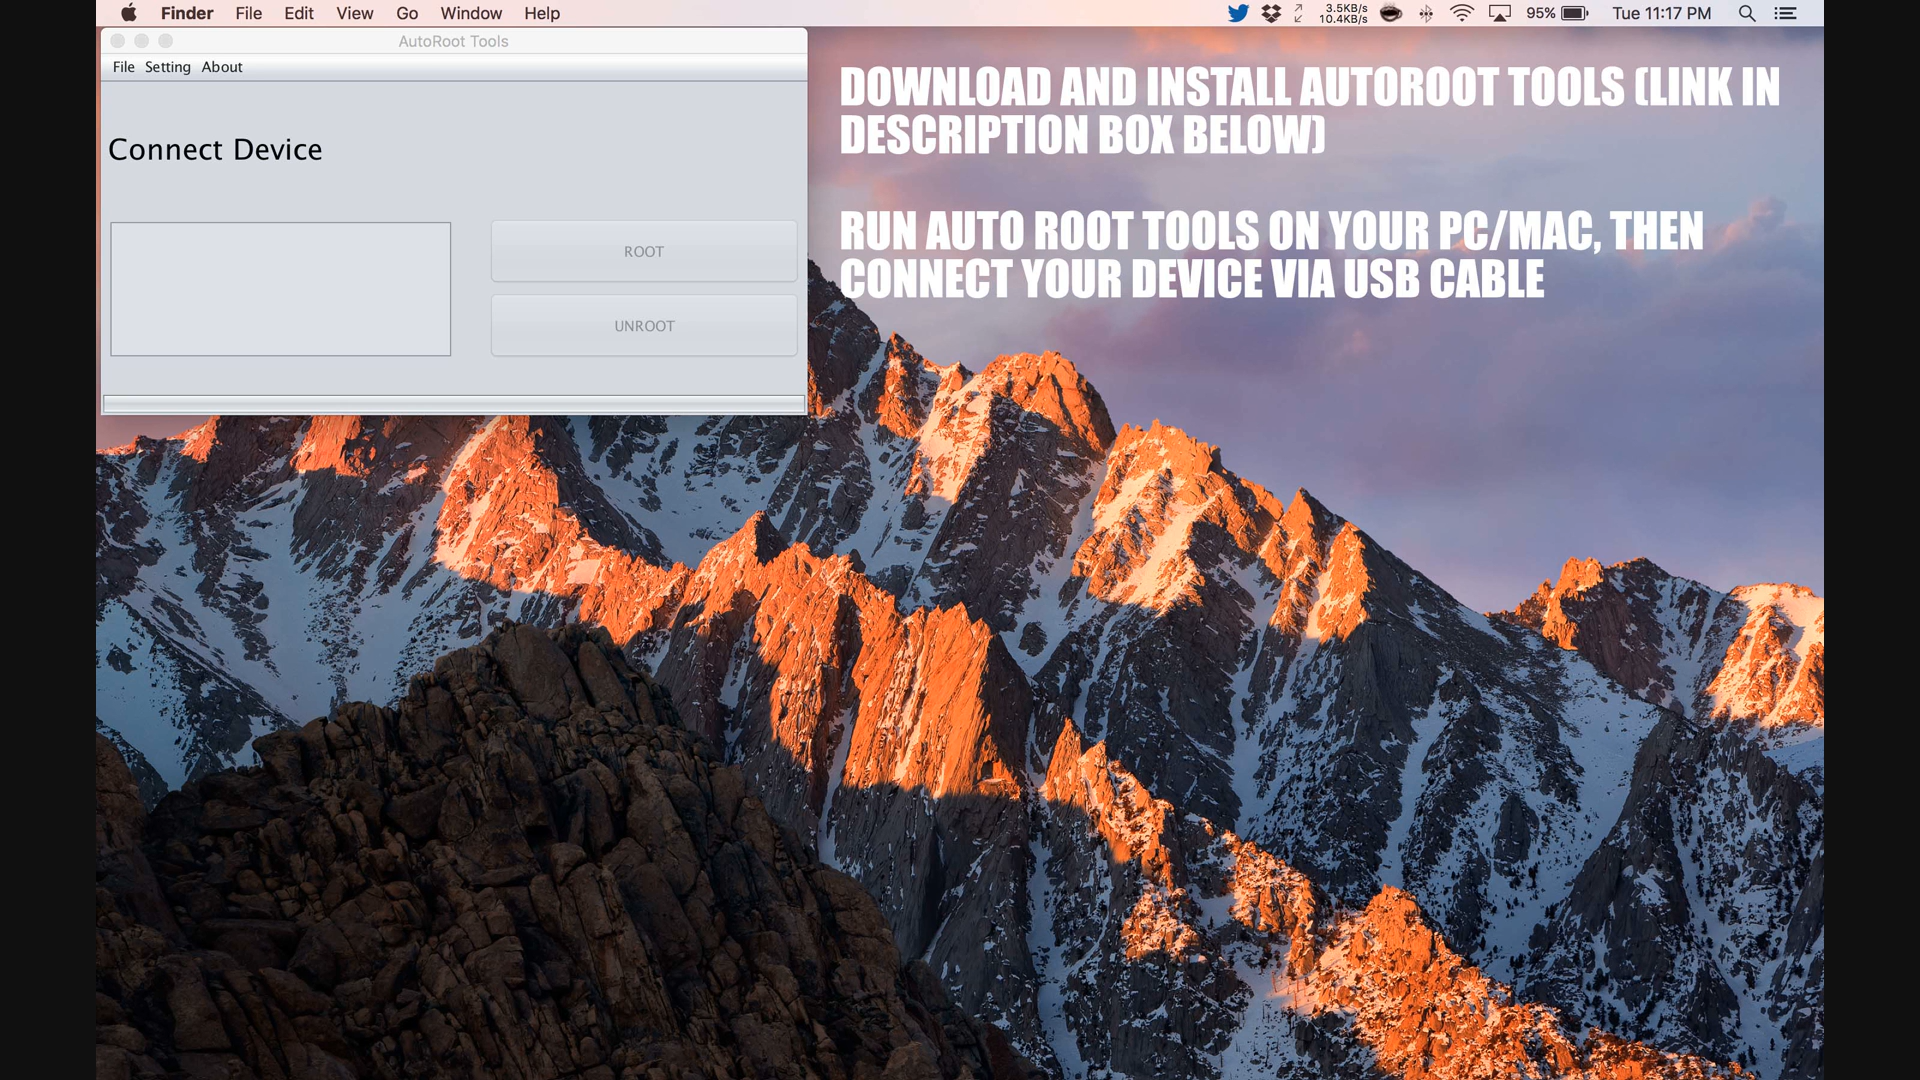 Finder File Edit View Go Window Help
3.5KB/s
10.4KB/s
95%
Tue 11:17 PM
AutoRoot Tools
File Setting About
Connect Device
ROOT
UNROOT
DOWNLOAD AND INSTALL AUTOROOT TOOLS (LINK IN
DESCRIPTION BOX BELOW)
RUN AUTO ROOT TOOLS ON YOUR PC/MAC, THEN
CONNECT YOUR DEVICE VIA USB CABLE